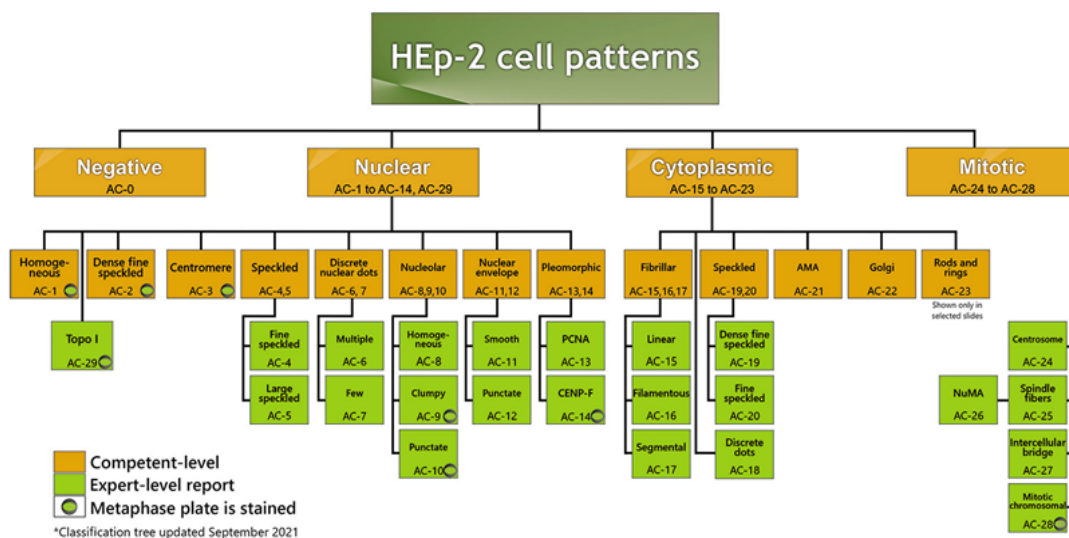 HEp-2 cell patterns
Negative
AC-0
Nuclear
AC-1 to AC-14, AC-29
Cytoplasmic
AC-15 to AC-23
Mitotic
AC-24 to AC-28
Homoge-
neous
AC-1
Dense fine
speckled
AC-2
Centromere
AC-3
Speckled
AC-4,5
Discrete
nuclear dots
AC-6, 7
Nucleolar
AC-8,9,10
Nuclear
envelope
AC-11,12
Pleomorphic
AC-13,14
Fibrillar
AC-15,16,17
Speckled
AC-19,20
AMA
AC-21
Golgi
AC-22
Rods and
rings
AC-23
Shown only in
selected slides
Topo I
AC-29
Fine
speckled
AC-4
Large
speckled
AC-5
Multiple
AC-6
Few
AC-7
Homoge-
neous
AC-8
Clumpy
AC-9
Punctate
AC-10
Smooth
AC-11
Punctate
AC-12
PCNA
AC-13
CENP-F
AC-14
Linear
AC-15
Filamentous
AC-16
Segmental
AC-17
Dense fine
speckled
AC-19
Fine
speckled
AC-20
Discrete
dots
AC-18
Centrosome
AC-24
NuMA
AC-26
Spindle
fibers
AC-25
Intercellular
bridge
AC-27
Mitotic
chromosomal
AC-28
Competent-level
Expert-level report
Metaphase plate is stained
*Classification tree updated September 2021